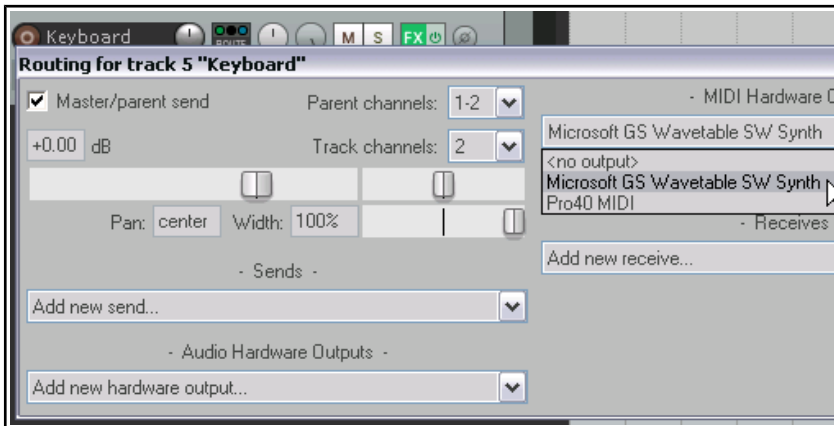 Keyboard ROUTE M S FX
Routing for track 5 "Keyboard"
Master/parent send Parent channels: 1-2
+0.00 dB Track channels: 2
Pan: center Width: 100%
- Sends -
Add new send...
- Audio Hardware Outputs -
Add new hardware output...
- MIDI Hardware
Microsoft GS Wavetable SW Synth
<no output>
Microsoft GS Wavetable SW Synth
Pro40 MIDI
- Receives
Add new receive...